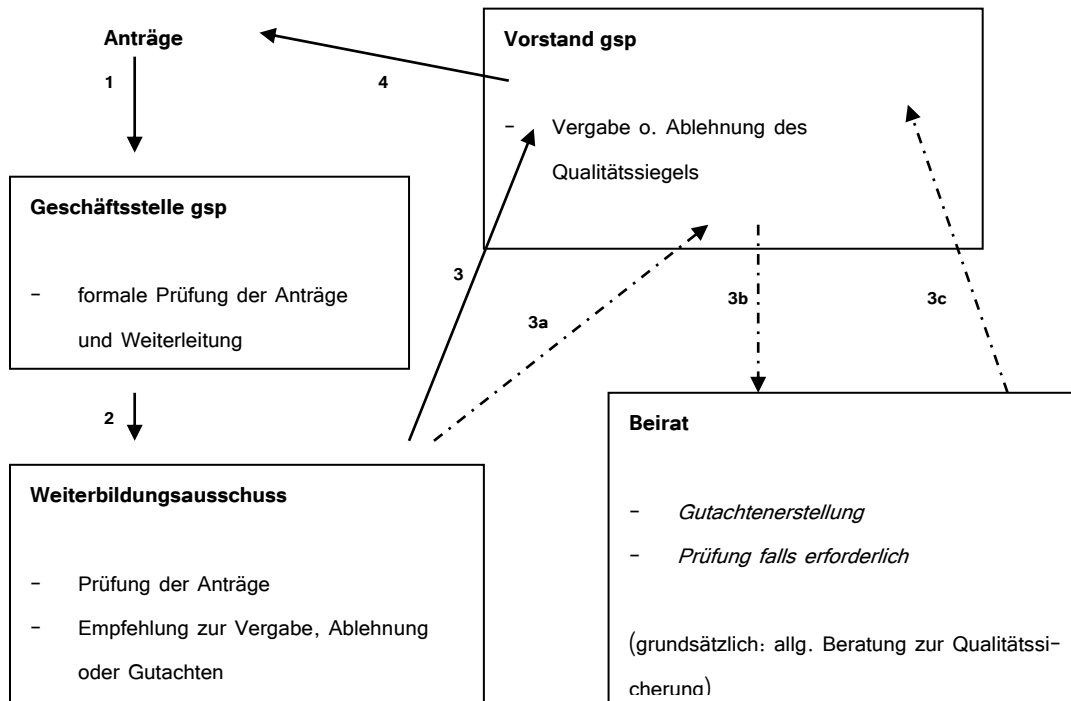 Anträge
1
Geschäftsstelle gsp
- formale Prüfung der Anträge
und Weiterleitung
2
Weiterbildungsausschuss
- Prüfung der Anträge
- Empfehlung zur Vergabe, Ablehnung
oder Gutachten
3
3a
4
Vorstand gsp
- Vergabe o. Ablehnung des
Qualitätssiegels
3b
3c
Beirat
- Gutachtenerstellung
- Prüfung falls erforderlich
(grundsätzlich: allg. Beratung zur Qualitätssi-
cherung)